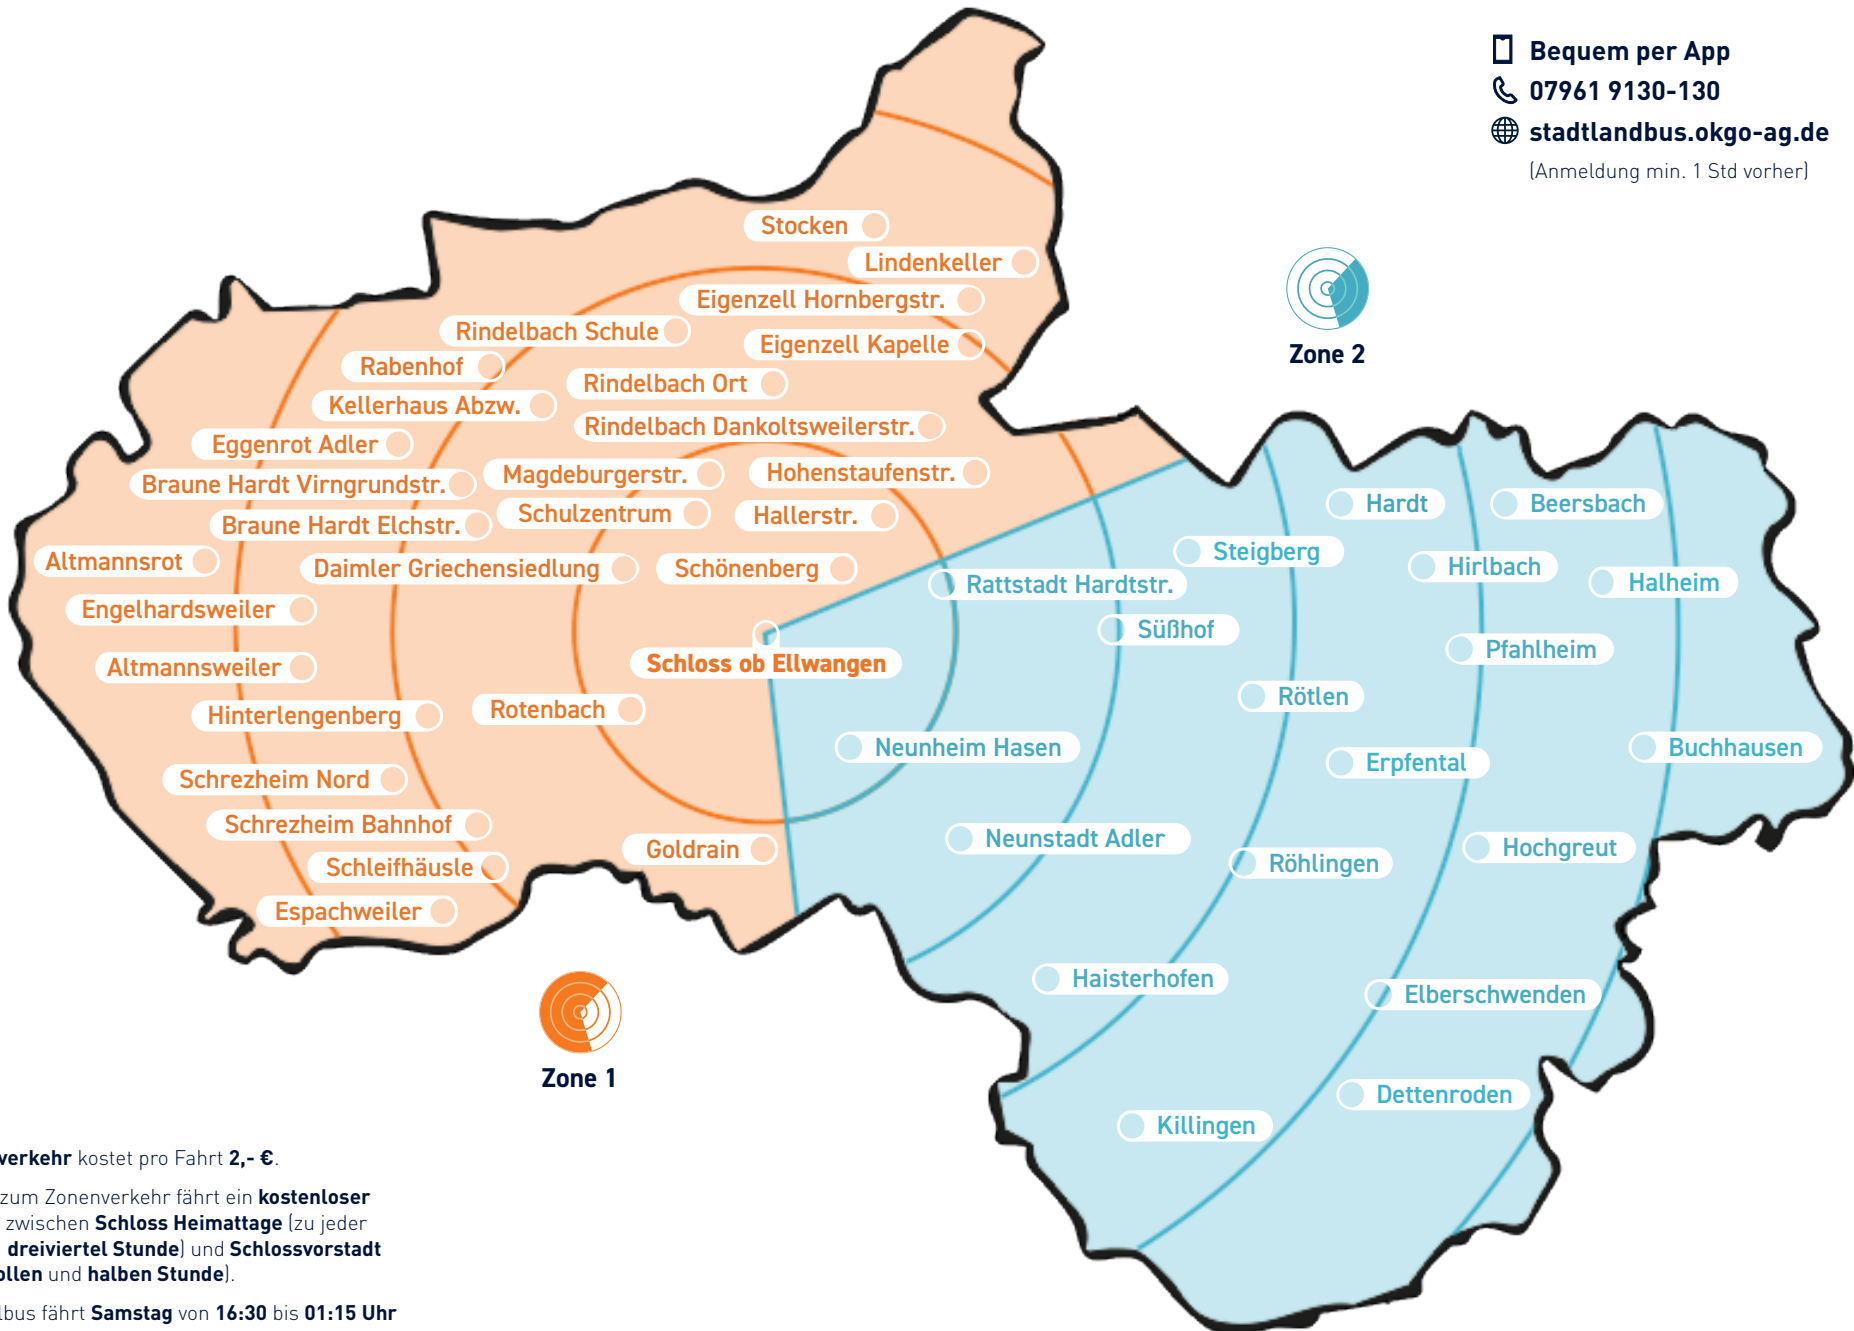 Bequem per App
07961 9130-130
stadtlandbus.okgo-ag.de
(Anmeldung min. 1 Std vorher)
Stocken
Lindenkeller
Eigenzell Hornbergstr.
Rindelbach Schule
Eigenzell Kapelle
Zone 2
Rabenhof
Rindelbach Ort
Kellerhaus Abzw.
Rindelbach Dankoltsweilerstr.
Eggenrot Adler
Magdeburgerstr.
Hohenstaufenstr.
Braune Hardt Virngrundstr.
Schulzentrum
Hallerstr.
Braune Hardt Elchstr.
Altmannsrot
Daimler Griechensiedlung
Schönenberg
Engelhardsweiler
Schloss ob Ellwangen
Altmannsweiler
Hinterlengenberg
Rotenbach
Schrezheim Nord
Schrezheim Bahnhof
Goldrain
Schleifhäusle
Espachweiler
Hardt
Beersbach
Steigberg
Hirlbach
Halheim
Rattstadt Hardtstr.
Süßhof
Pfahlheim
Rötlen
Neunheim Hasen
Erpfental
Buchhausen
Neunstadt Adler
Röhlingen
Hochgreut
Haisterhofen
Elberschwenden
Dettenroden
Killingen
Zone 1
verkehr kostet pro Fahrt 2,- €.
zum Zonenverkehr fährt ein kostenloser
zwischen Schloss Heimattage (zu jeder
dreiviertel Stunde) und Schlossvorstadt
ollen und halben Stunde).
lbus fährt Samstag von 16:30 bis 01:15 Uhr